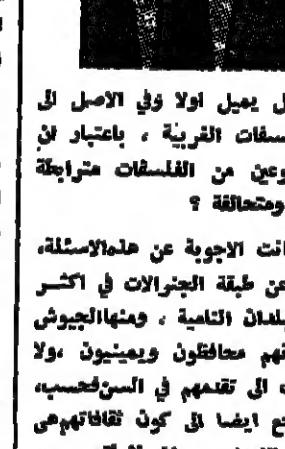 ل يميل اولا وفي الاصل الى
سفات الغربية ، باعتبار ان
وعين من الفلسفات مترابطة
ومتحالفة ؟
انت الاجوبة عن هذه الاسئلة،
عن طبقة الجنرالات في اكثر
بلدان النامية ، ومنها الجيوش
هم محافظون ويمينيون ،ولا
الى تقدمهم في السن فحسب،
ع ايضا الى كون ثقافاتهم هي